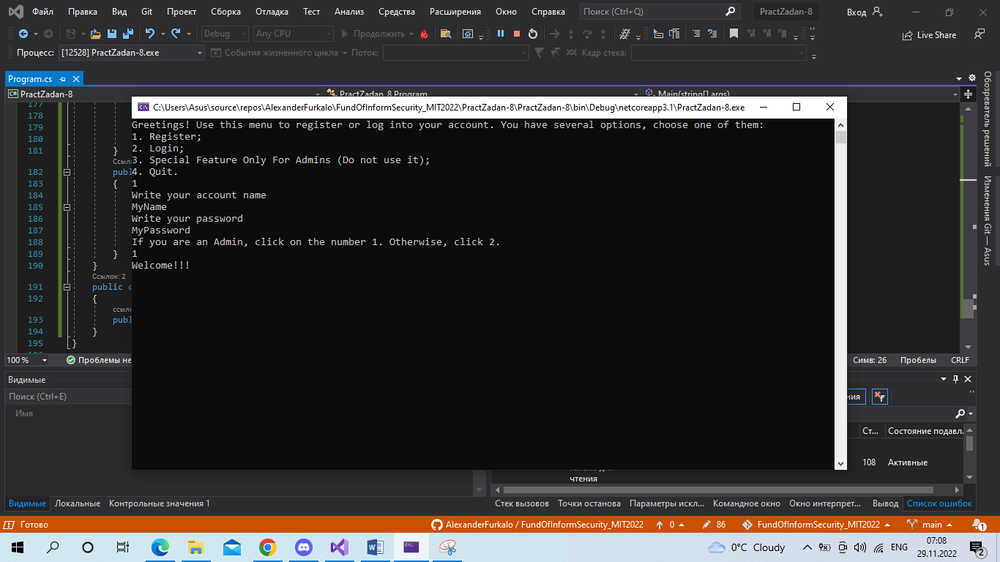 Файл Правка Вид Git Проект Сборка Отладка Тест Анализ Средства Расширения Окно Справка Поиск (Ctrl+Q) PractZadan-8 Вход
Debug Any CPU Продолжить Live Share
Процесс: [12528] PractZadan-8.exe События жизненного цикла Поток: Кадр стека:
Program.cs
C# PractZadan-8 PractZadan_8.Program Main(string[] args)
C:\Users\Asus\source\repos\AlexanderFurkalo\FundOfInformSecurity_MIT2022\PractZadan-8\PractZadan-8\bin\Debug\netcoreapp3.1\PractZadan-8.exe
Greetings! Use this menu to register or log into your account. You have several options, choose one of them:
1. Register;
2. Login;
3. Special Feature Only For Admins (Do not use it);
4. Quit.
1
Write your account name
MyName
Write your password
MyPassword
If you are an Admin, click on the number 1. Otherwise, click 2.
1
Welcome!!!
177
178
179
180
181 }
182 publ
183 {
184
185
186
187
188
189 }
190 }
Ссылок: 2
191 public c
192 {
193 publ
194 }
195 }
Обозреватель решений
Изменения Git — Asus
100 % Проблемы не Симв: 26 Пробелы CRLF
Видимые
Поиск (Ctrl+E)
Имя
Ст... Состояние подавл.
108 Активные
чтения
Видимые Локальные Контрольные значения 1
Стек вызовов Точки останова Параметры искл... Командное окно Окно интерпрет... Вывод Список ошибок
Готово AlexanderFurkalo / FundOfInformSecurity_MIT2022 0 86 FundOfInformSecurity_MIT2022 main 1
0°C Cloudy ENG 07:08
29.11.2022 2